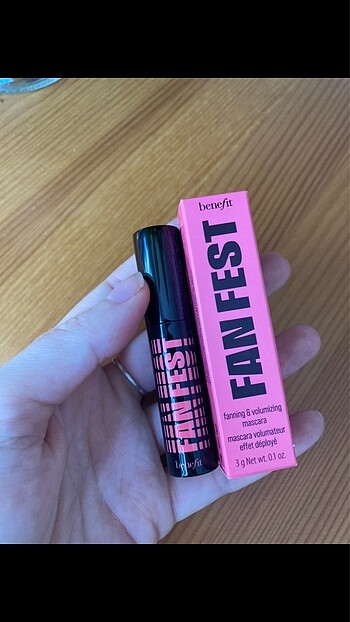 benefit
FAN FEST
fanning & volumizing
mascara
mascara volumateur
effet déployé
3 g Net wt. 0.1 oz.
FAN FEST
benefit